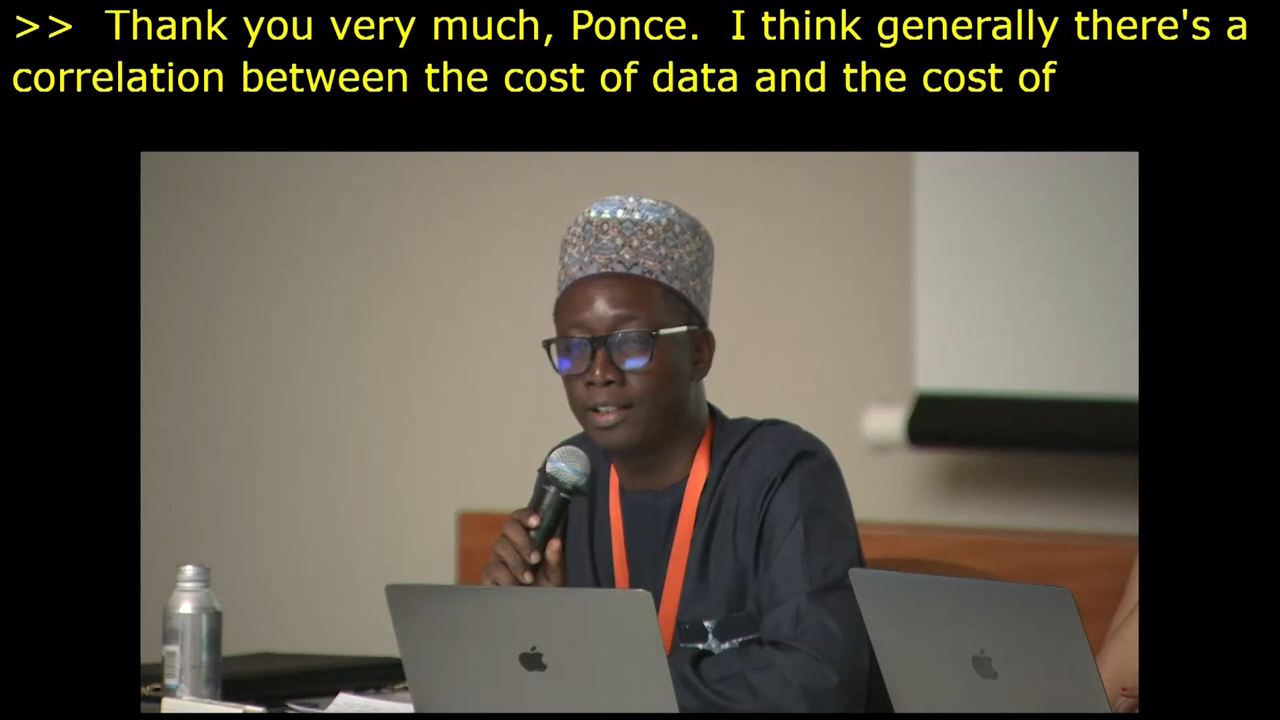 >> Thank you very much, Ponce. I think generally there's a
correlation between the cost of data and the cost of